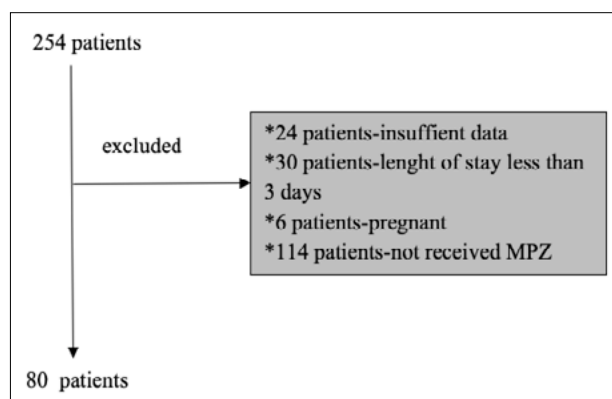 254 patients
excluded
*24 patients-insuffient data
*30 patients-lenght of stay less than
3 days
*6 patients-pregnant
*114 patients-not received MPZ
80 patients